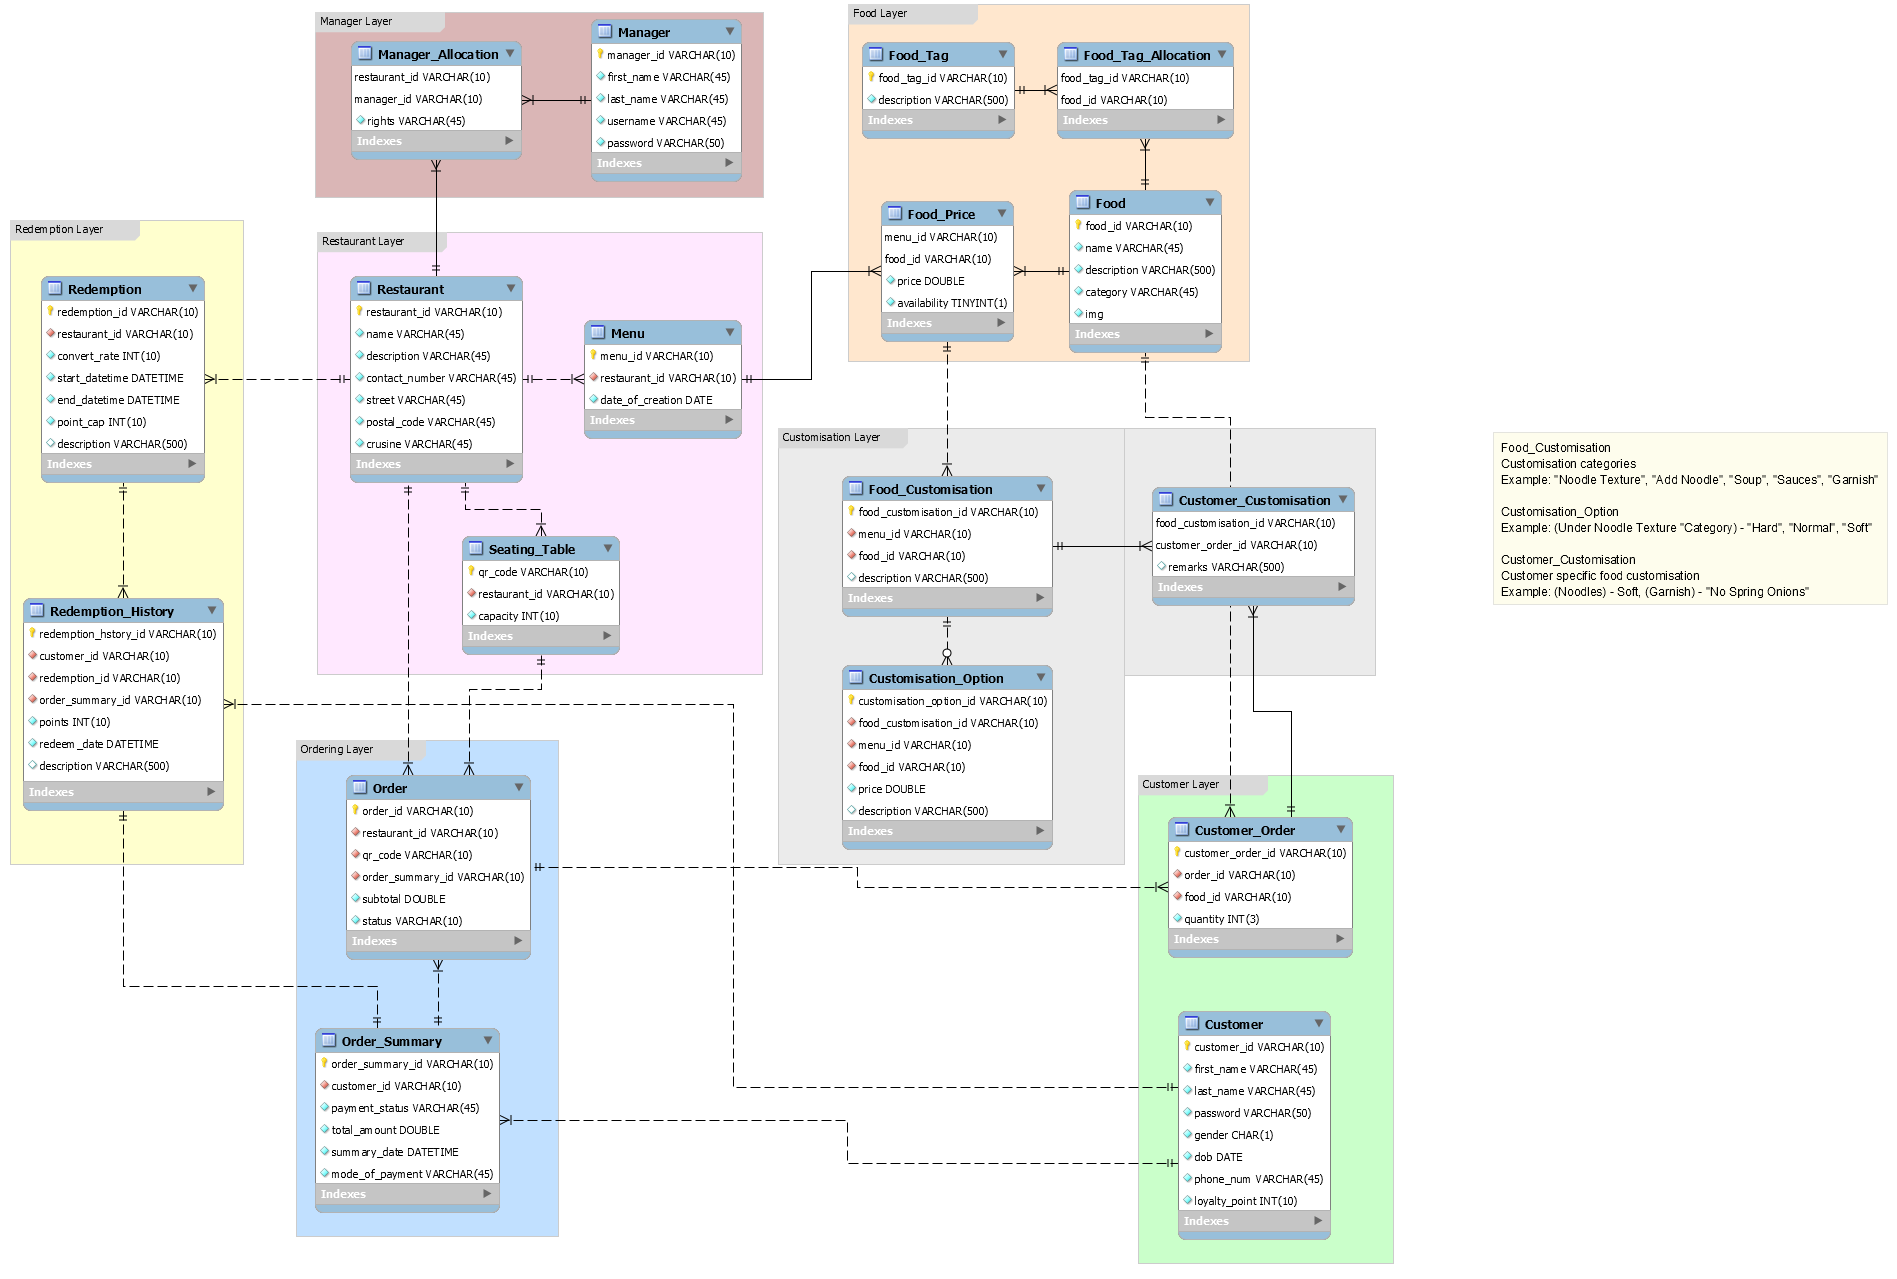 Manager Layer
Manager_Allocation
restaurant_id VARCHAR(10)
manager_id VARCHAR(10)
rights VARCHAR(45)
Indexes
Manager
manager_id VARCHAR(10)
first_name VARCHAR(45)
last_name VARCHAR(45)
username VARCHAR(45)
password VARCHAR(50)
Indexes
Food Layer
Food_Tag
food_tag_id VARCHAR(10)
description VARCHAR(500)
Indexes
Food_Tag_Allocation
food_tag_id VARCHAR(10)
food_id VARCHAR(10)
Indexes
Food_Price
menu_id VARCHAR(10)
food_id VARCHAR(10)
price DOUBLE
availability TINYINT(1)
Indexes
Food
food_id VARCHAR(10)
name VARCHAR(45)
description VARCHAR(500)
category VARCHAR(45)
img
Indexes
Redemption Layer
Redemption
redemption_id VARCHAR(10)
restaurant_id VARCHAR(10)
convert_rate INT(10)
start_datetime DATETIME
end_datetime DATETIME
point_cap INT(10)
description VARCHAR(500)
Indexes
Redemption_History
redemption_hstory_id VARCHAR(10)
customer_id VARCHAR(10)
redemption_id VARCHAR(10)
order_summary_id VARCHAR(10)
points INT(10)
redeem_date DATETIME
description VARCHAR(500)
Indexes
Restaurant Layer
Restaurant
restaurant_id VARCHAR(10)
name VARCHAR(45)
description VARCHAR(45)
contact_number VARCHAR(45)
street VARCHAR(45)
postal_code VARCHAR(45)
crusine VARCHAR(45)
Indexes
Menu
menu_id VARCHAR(10)
restaurant_id VARCHAR(10)
date_of_creation DATE
Indexes
Seating_Table
qr_code VARCHAR(10)
restaurant_id VARCHAR(10)
capacity INT(10)
Indexes
Customisation Layer
Food_Customisation
food_customisation_id VARCHAR(10)
menu_id VARCHAR(10)
food_id VARCHAR(10)
description VARCHAR(500)
Indexes
Customer_Customisation
food_customisation_id VARCHAR(10)
customer_order_id VARCHAR(10)
remarks VARCHAR(500)
Indexes
Customisation_Option
customisation_option_id VARCHAR(10)
food_customisation_id VARCHAR(10)
menu_id VARCHAR(10)
food_id VARCHAR(10)
price DOUBLE
description VARCHAR(500)
Indexes
Food_Customisation
Customisation categories
Example: "Noodle Texture", "Add Noodle", "Soup", "Sauces", "Garnish"
Customisation_Option
Example: (Under Noodle Texture "Category) - "Hard", "Normal", "Soft"
Customer_Customisation
Customer specific food customisation
Example: (Noodles) - Soft, (Garnish) - "No Spring Onions"
Ordering Layer
Order
order_id VARCHAR(10)
restaurant_id VARCHAR(10)
qr_code VARCHAR(10)
order_summary_id VARCHAR(10)
subtotal DOUBLE
status VARCHAR(10)
Indexes
Order_Summary
order_summary_id VARCHAR(10)
customer_id VARCHAR(10)
payment_status VARCHAR(45)
total_amount DOUBLE
summary_date DATETIME
mode_of_payment VARCHAR(45)
Indexes
Customer Layer
Customer_Order
customer_order_id VARCHAR(10)
order_id VARCHAR(10)
food_id VARCHAR(10)
quantity INT(3)
Indexes
Customer
customer_id VARCHAR(10)
first_name VARCHAR(45)
last_name VARCHAR(45)
password VARCHAR(50)
gender CHAR(1)
dob DATE
phone_num VARCHAR(45)
loyalty_point INT(10)
Indexes